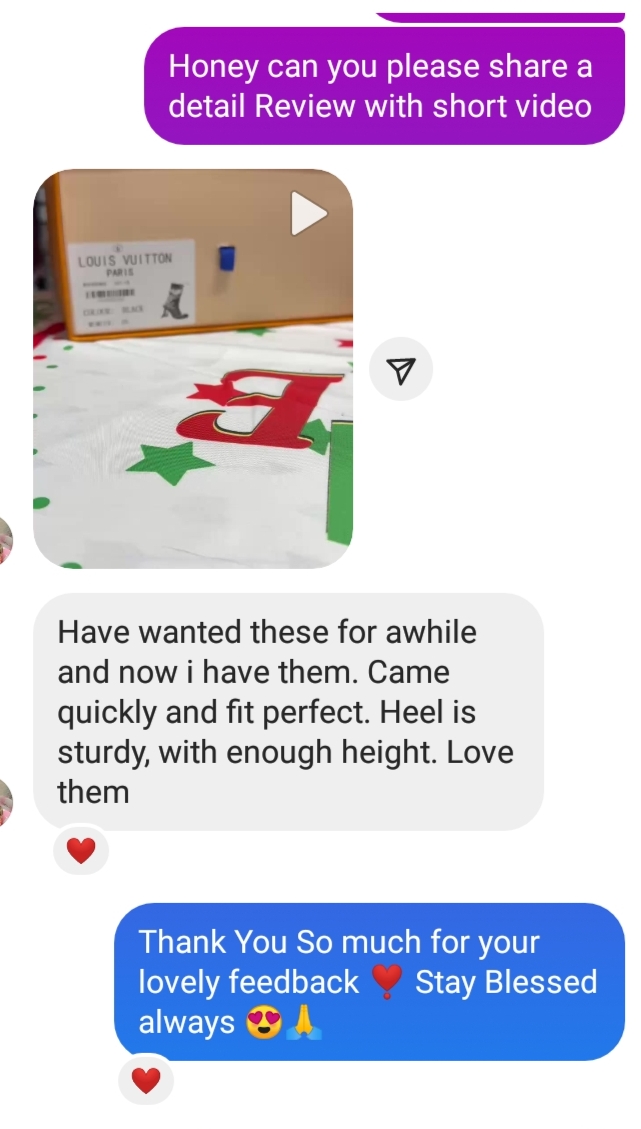 Honey can you please share a
detail Review with short video
LOUIS VUITTON
PARIS
Have wanted these for awhile
and now i have them. Came
quickly and fit perfect. Heel is
sturdy, with enough height. Love
them
Thank You So much for your
lovely feedback ❣️ Stay Blessed
always 😍🙏